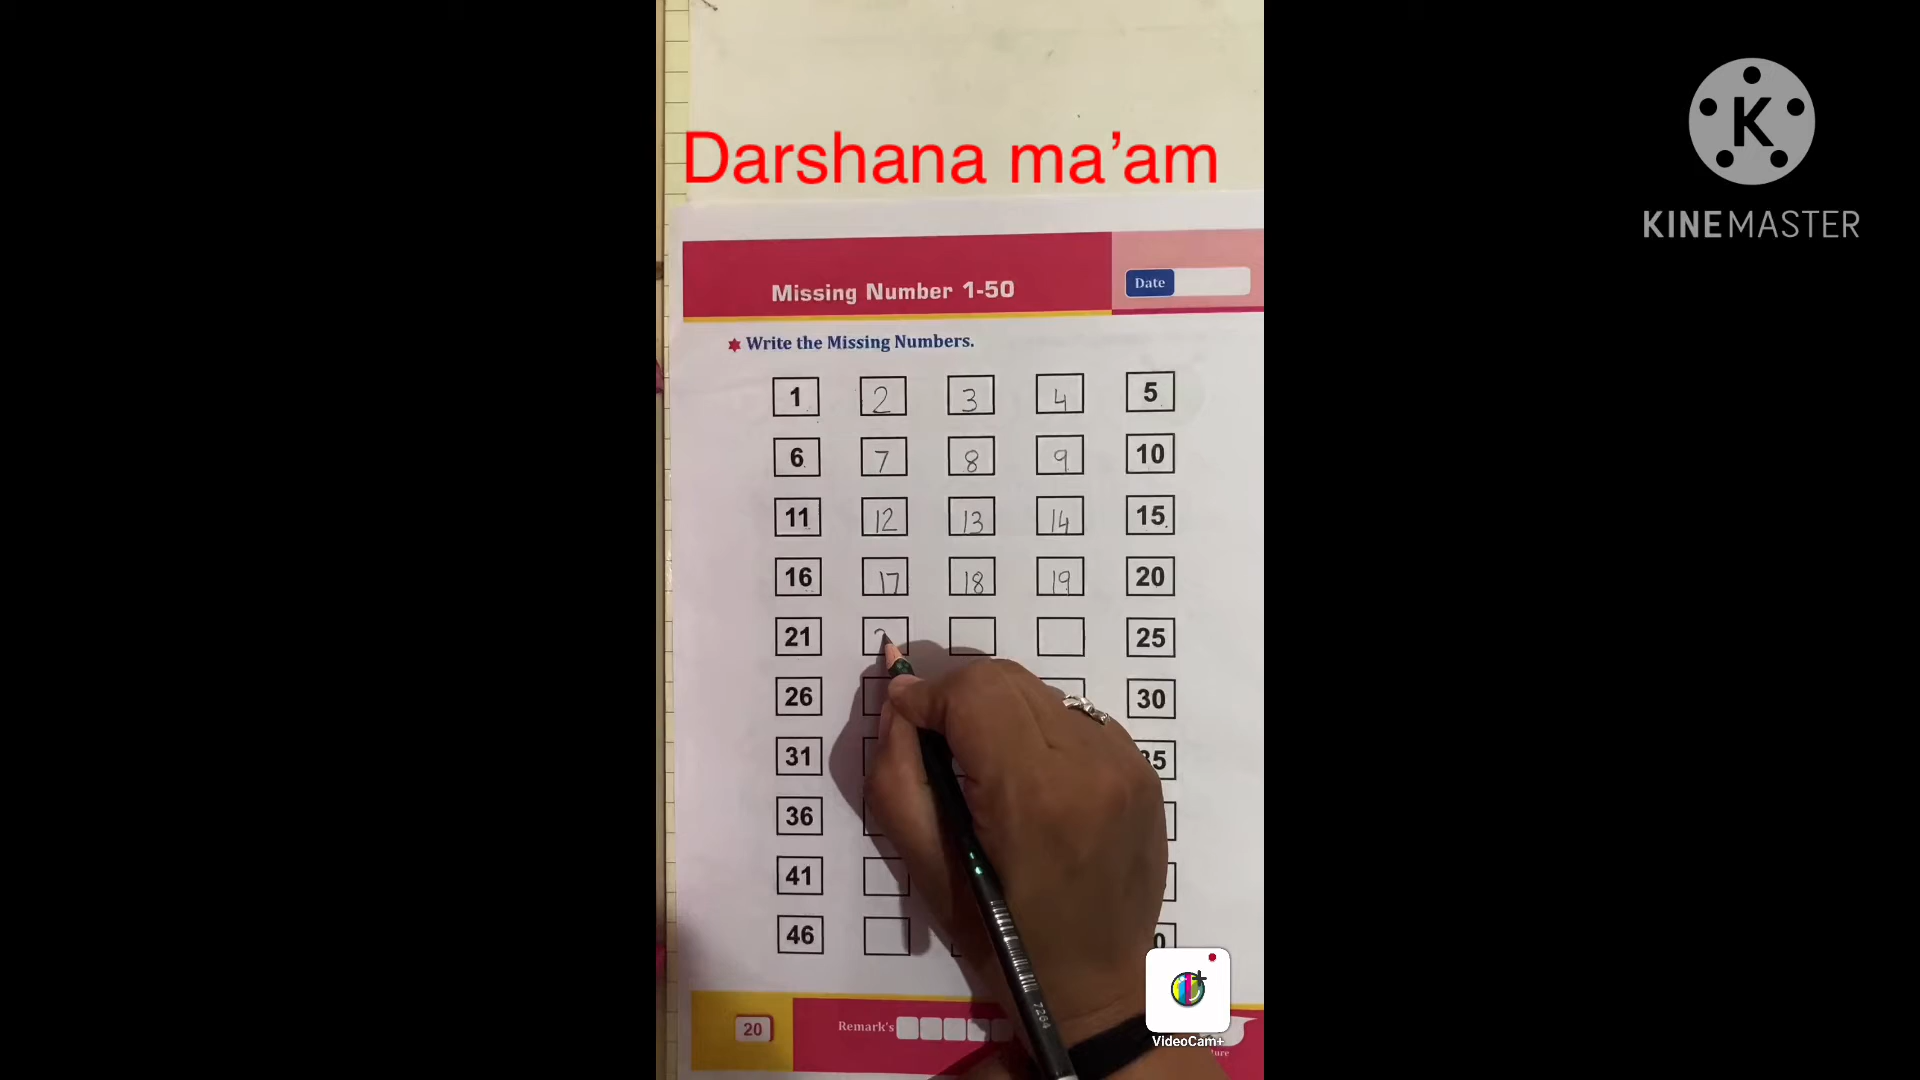 Darshana ma’am
KINEMASTER
Missing Number 1-50
Date
Write the Missing Numbers.
1 2 3 4 5
6 7 8 9 10
11 12 13 14 15
16 17 18 19 20
21 25
26 30
31
36
41
46
20
Remark's
7264
VideoCam+